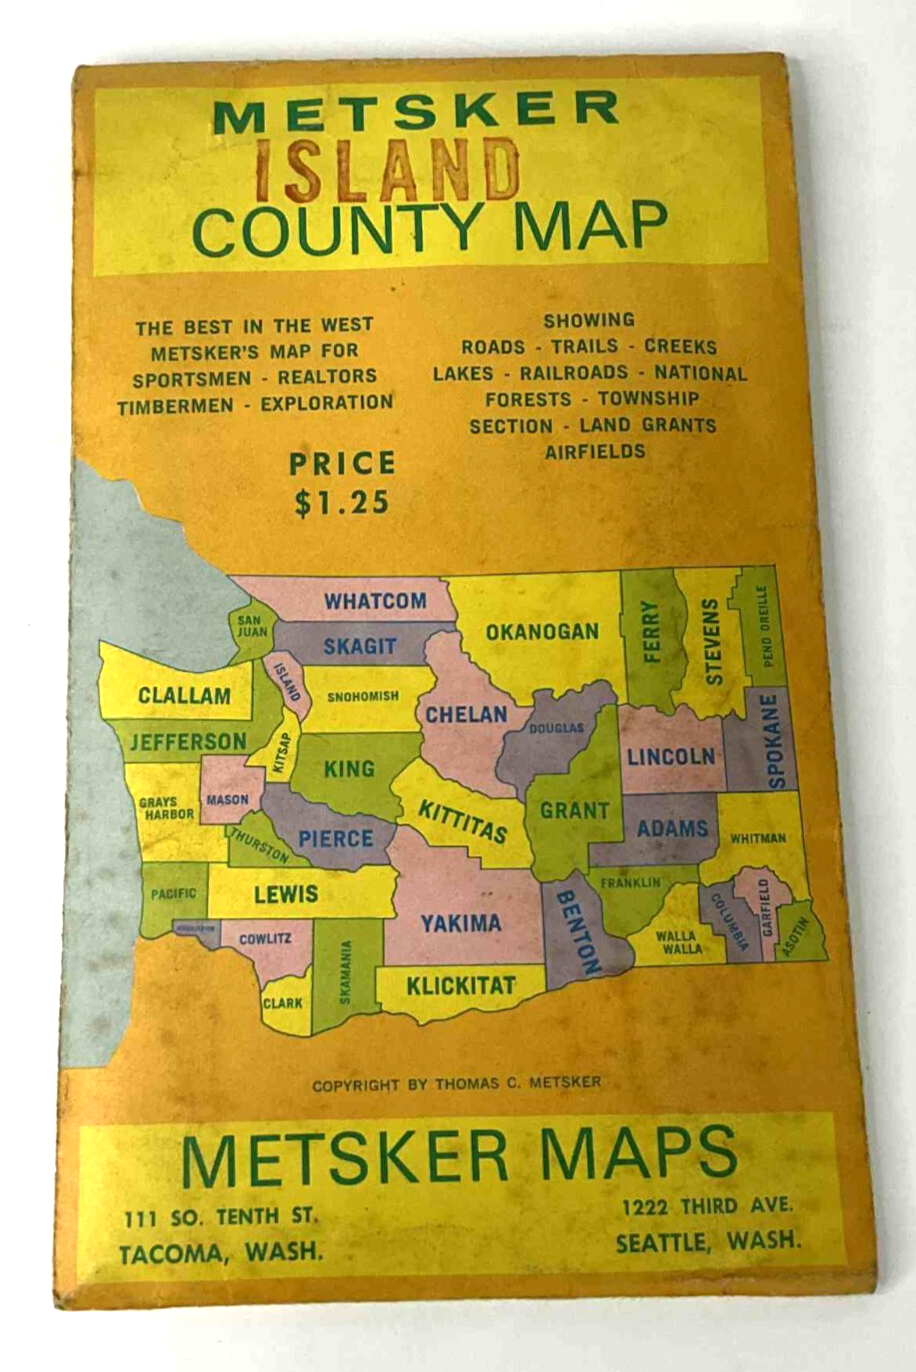 METSKER
ISLAND
COUNTY MAP
THE BEST IN THE WEST
METSKER'S MAP FOR
SPORTSMEN - REALTORS
TIMBERMEN - EXPLORATION
SHOWING
ROADS - TRAILS - CREEKS
LAKES - RAILROADS - NATIONAL
FORESTS - TOWNSHIP
SECTION - LAND GRANTS
AIRFIELDS
PRICE
$1.25
WHATCOM
SAN
JUAN
SKAGIT
OKANOGAN
FERRY
STEVENS
PEND OREILLE
ISLAND
CLALLAM
SNOHOMISH
CHELAN
DOUGLAS
JEFFERSON
KITSAP
KING
LINCOLN
SPOKANE
GRAYS
HARBOR
MASON
THURSTON
PIERCE
KITTITAS
GRANT
ADAMS
WHITMAN
PACIFIC
LEWIS
YAKIMA
BENTON
FRANKLIN
COLUMBIA
GARFIELD
ASOTIN
COWLITZ
WALLA
WALLA
SKAMANIA
CLARK
KLICKITAT
COPYRIGHT BY THOMAS C. METSKER
METSKER MAPS
111 SO. TENTH ST.
TACOMA, WASH.
1222 THIRD AVE.
SEATTLE, WASH.